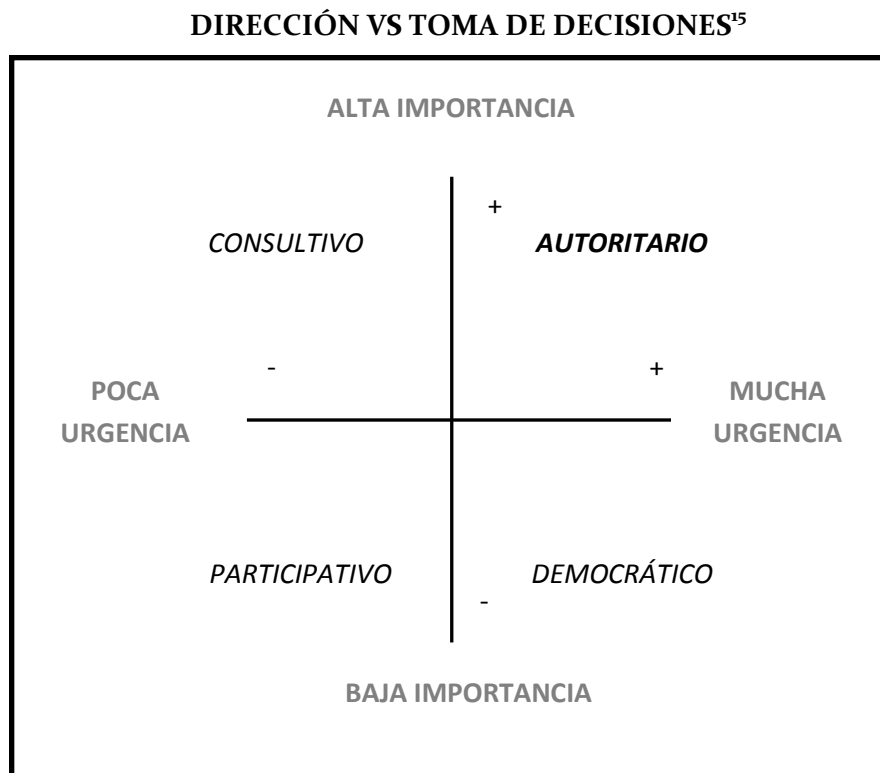 DIRECCIÓN VS TOMA DE DECISIONES¹⁵
ALTA IMPORTANCIA
+
CONSULTIVO
AUTORITARIO
-
+
POCA
URGENCIA
MUCHA
URGENCIA
PARTICIPATIVO
DEMOCRÁTICO
-
BAJA IMPORTANCIA